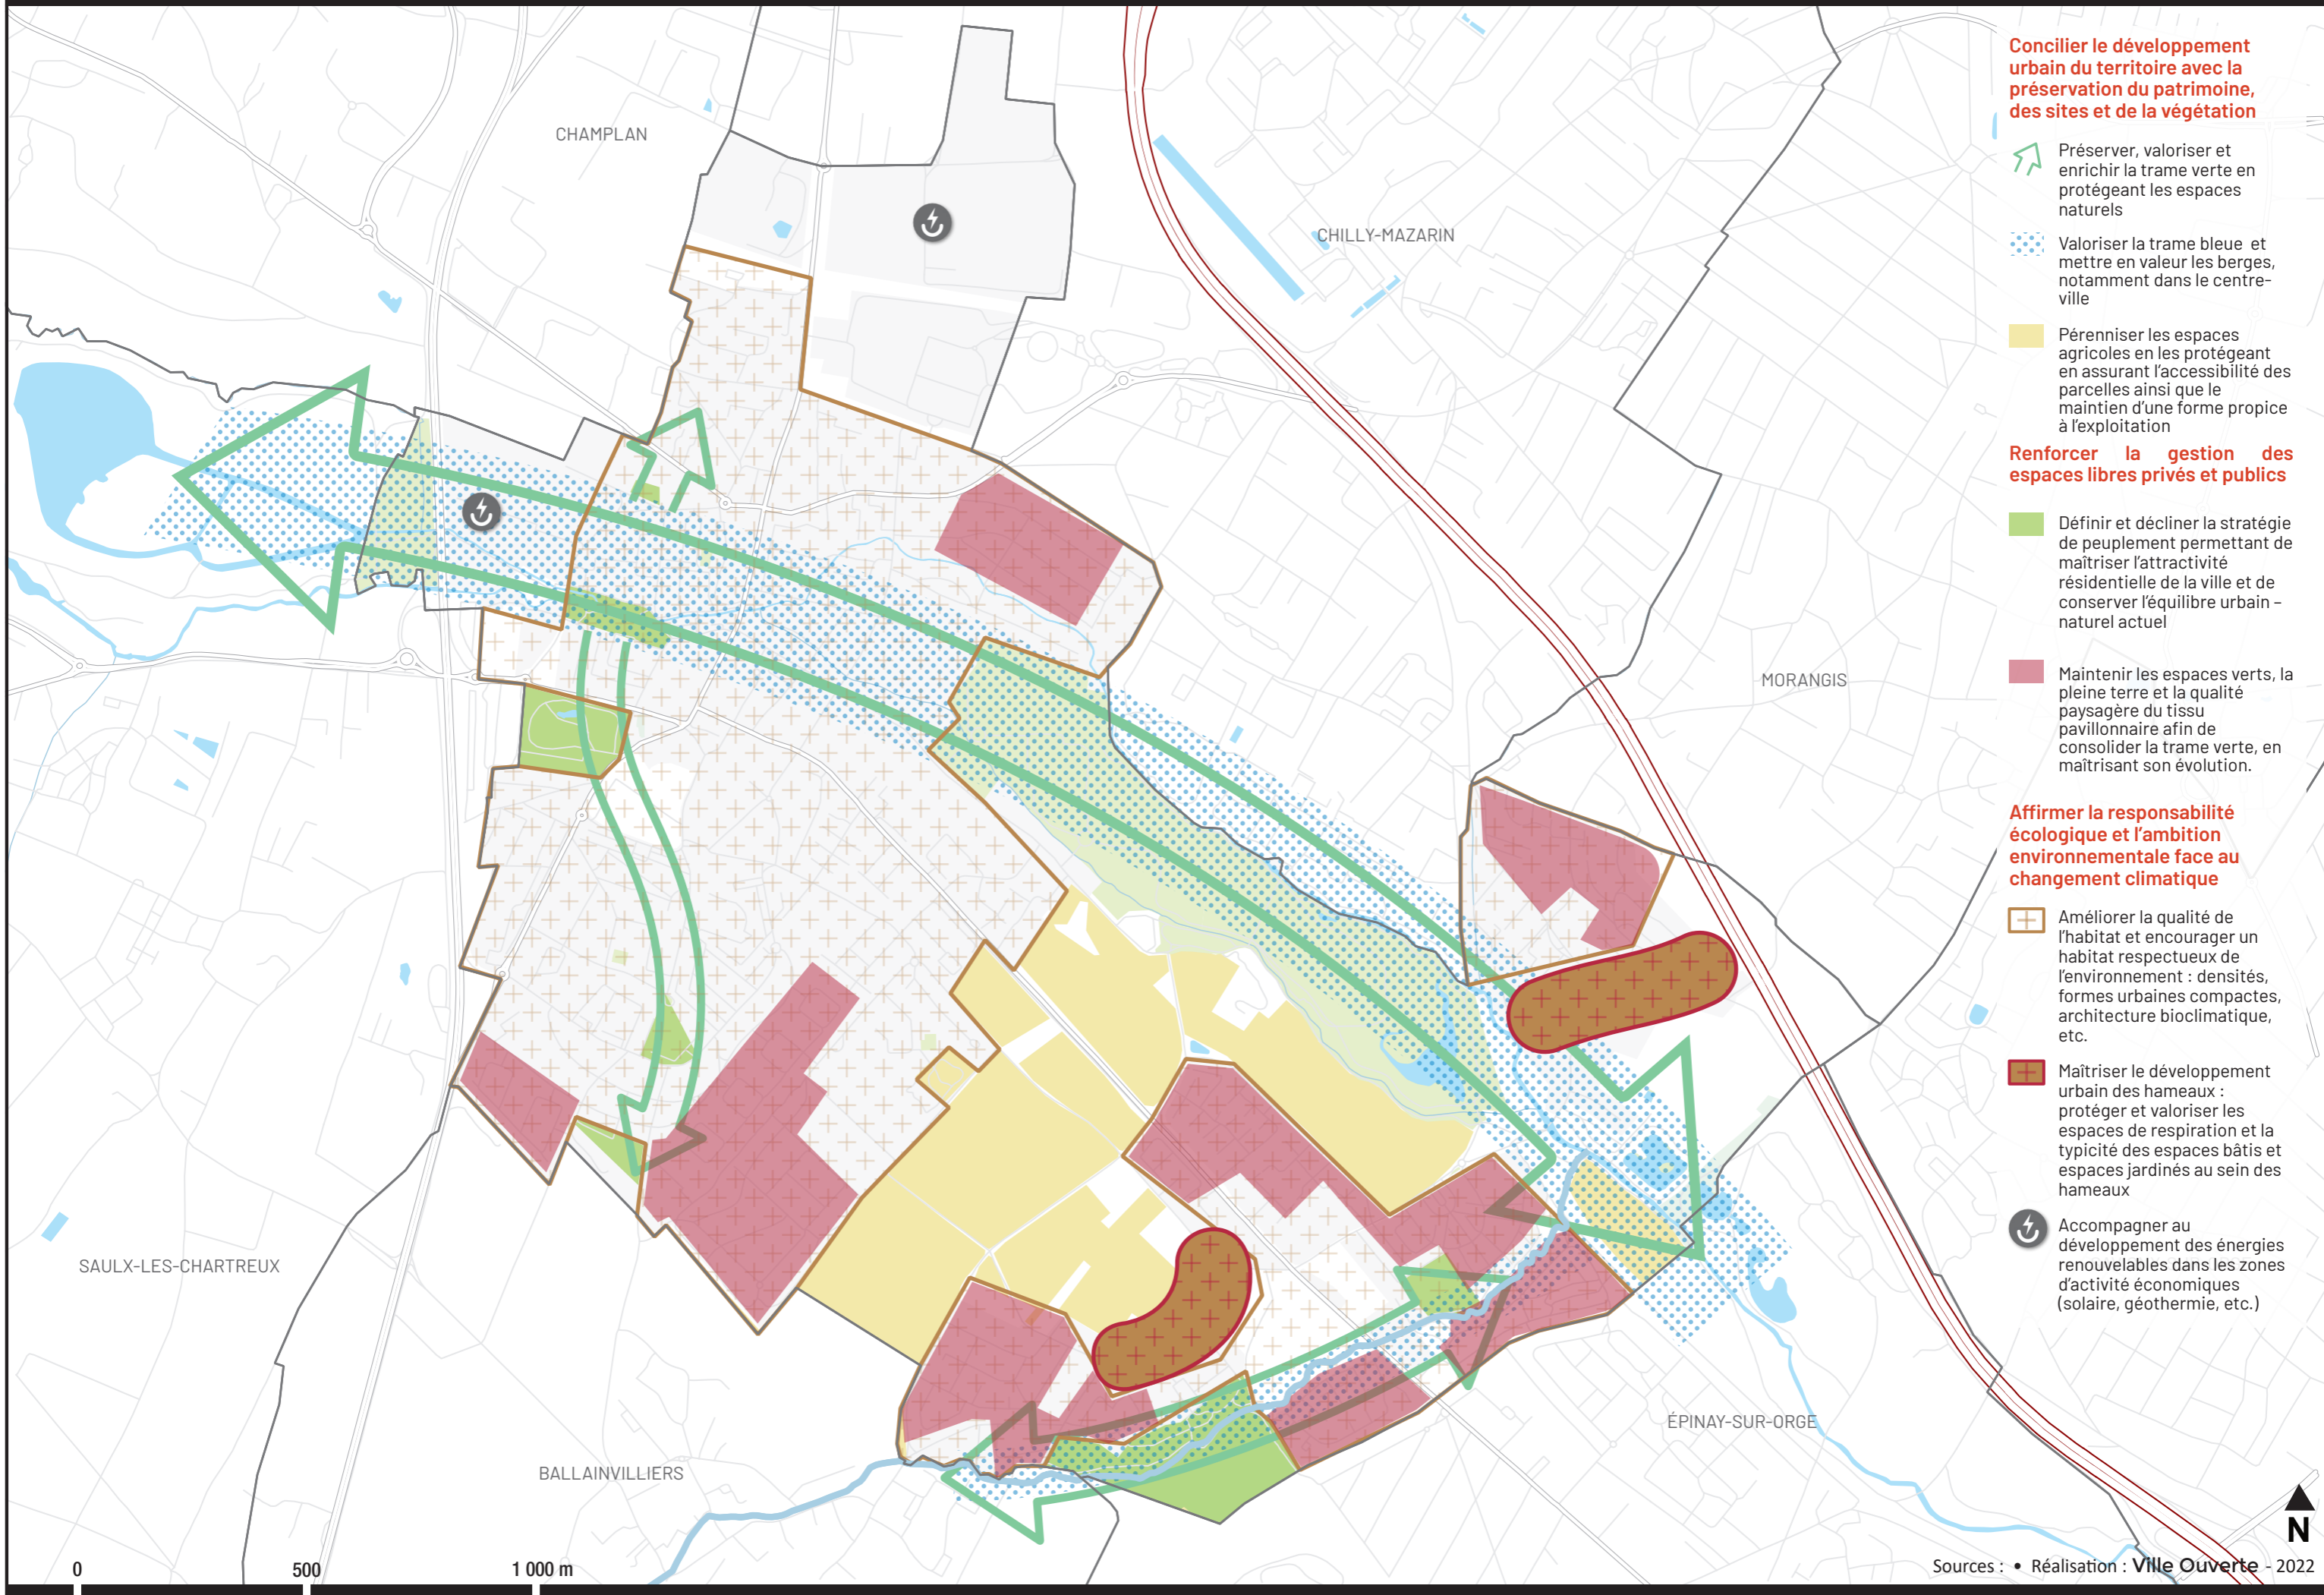 CHAMPLAN
CHILLY-MAZARIN
MORANGIS
SAULX-LES-CHARTREUX
BALLAINVILLIERS
ÉPINAY-SUR-ORGE
Concilier le développement
urbain du territoire avec la
préservation du patrimoine,
des sites et de la végétation
Préserver, valoriser et
enrichir la trame verte en
protégeant les espaces
naturels
Valoriser la trame bleue et
mettre en valeur les berges,
notamment dans le centre-
ville
Pérenniser les espaces
agricoles en les protégeant
en assurant l'accessibilité des
parcelles ainsi que le
maintien d'une forme propice
à l'exploitation
Renforcer la gestion des
espaces libres privés et publics
Définir et décliner la stratégie
de peuplement permettant de
maîtriser l'attractivité
résidentielle de la ville et de
conserver l'équilibre urbain –
naturel actuel
Maintenir les espaces verts, la
pleine terre et la qualité
paysagère du tissu
pavillonnaire afin de
consolider la trame verte, en
maîtrisant son évolution.
Affirmer la responsabilité
écologique et l'ambition
environnementale face au
changement climatique
Améliorer la qualité de
l'habitat et encourager un
habitat respectueux de
l'environnement : densités,
formes urbaines compactes,
architecture bioclimatique,
etc.
Maîtriser le développement
urbain des hameaux :
protéger et valoriser les
espaces de respiration et la
typicité des espaces bâtis et
espaces jardinés au sein des
hameaux
Accompagner au
développement des énergies
renouvelables dans les zones
d'activité économiques
(solaire, géothermie, etc.)
N
0 500 1 000 m
Sources : • Réalisation : Ville Ouverte - 2022